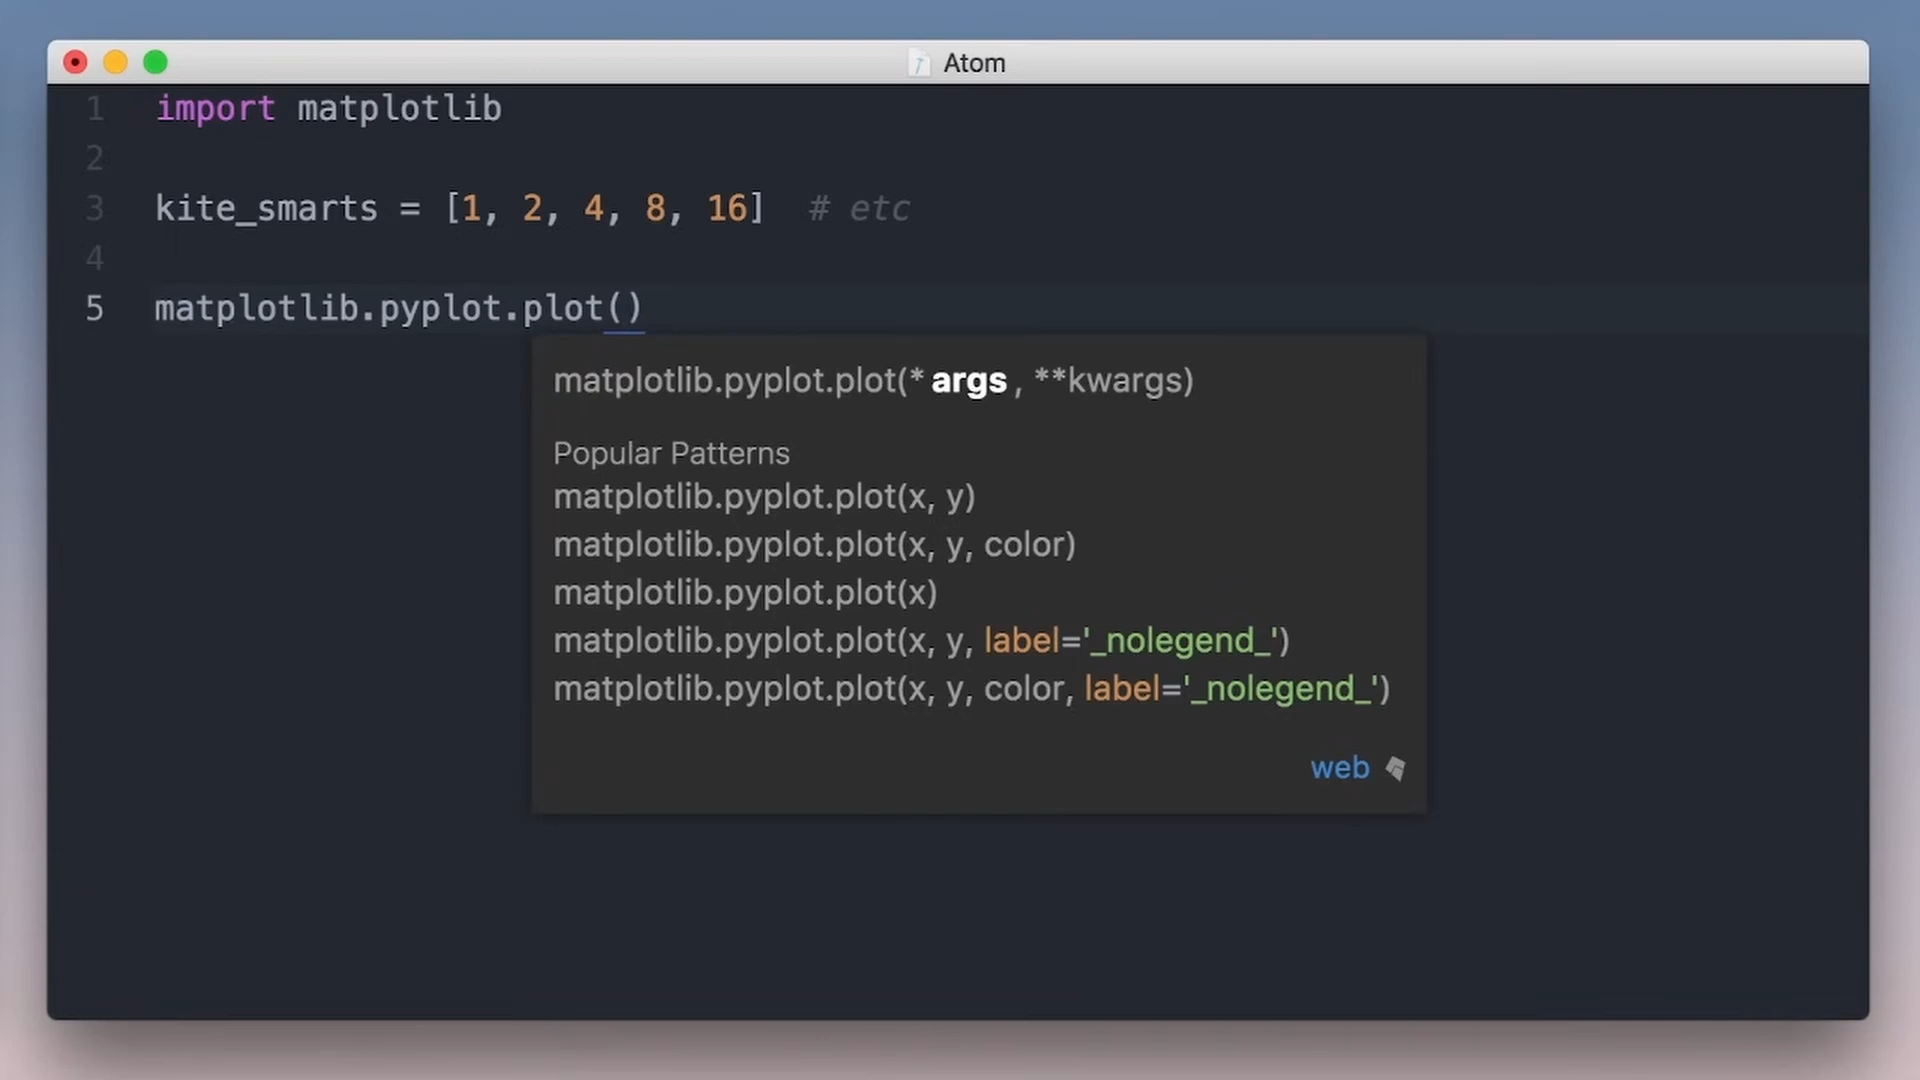 Atom
1 import matplotlib
2
3 kite_smarts = [1, 2, 4, 8, 16]  # etc
4
5 matplotlib.pyplot.plot()
matplotlib.pyplot.plot(* args , **kwargs)
Popular Patterns
matplotlib.pyplot.plot(x, y)
matplotlib.pyplot.plot(x, y, color)
matplotlib.pyplot.plot(x)
matplotlib.pyplot.plot(x, y, label='_nolegend_')
matplotlib.pyplot.plot(x, y, color, label='_nolegend_')
web